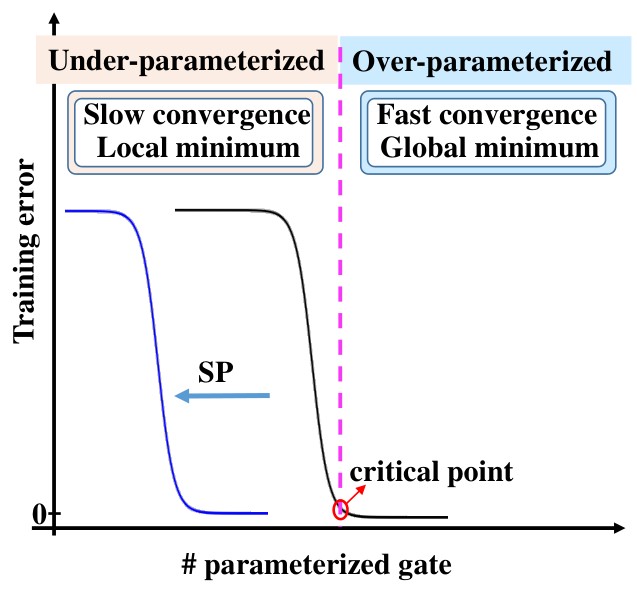 Under-parameterized
Over-parameterized
Slow convergence
Local minimum
Fast convergence
Global minimum
Training error
SP
critical point
0
# parameterized gate